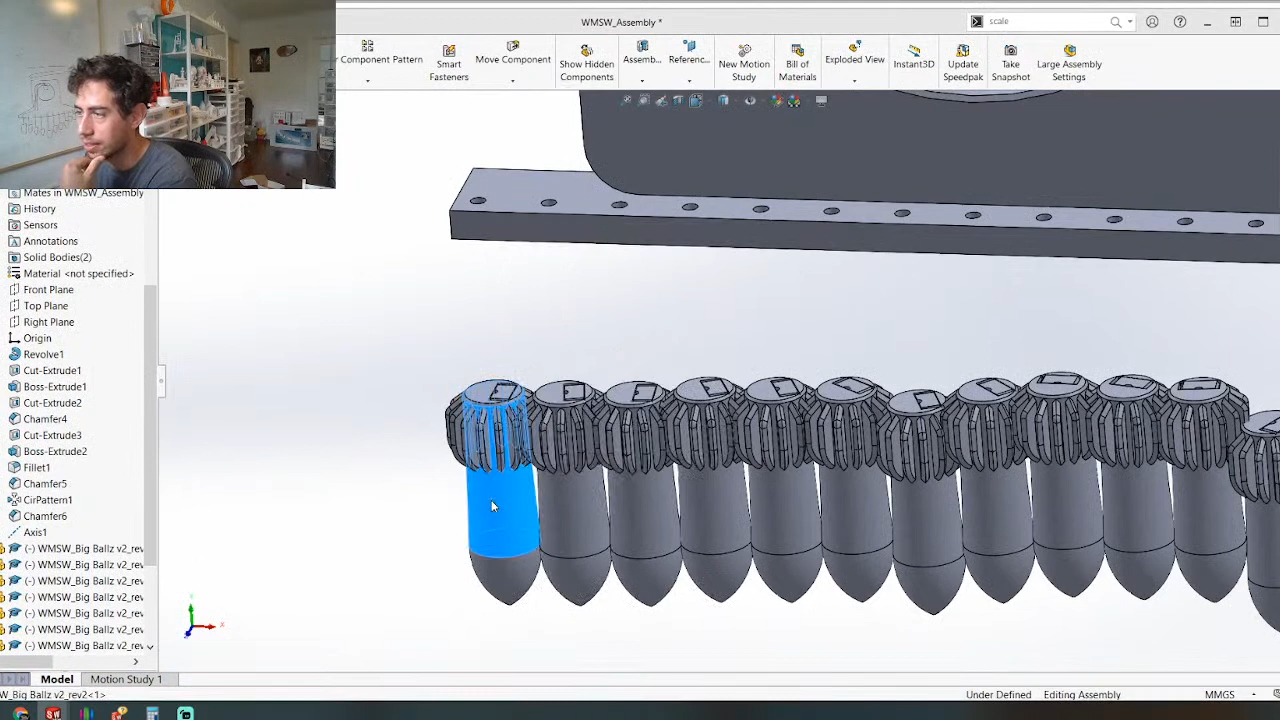 WMSW_Assembly *
scale
Component Pattern
Smart
Fasteners
Move Component
Show Hidden
Components
Assemb...
Referenc...
New Motion
Study
Bill of
Materials
Exploded View
Instant3D
Update
Speedpak
Take
Snapshot
Large Assembly
Settings
Mates in WMSW_Assembly
History
Sensors
Annotations
Solid Bodies(2)
Material <not specified>
Front Plane
Top Plane
Right Plane
Origin
Revolve1
Cut-Extrude1
Boss-Extrude1
Cut-Extrude2
Chamfer4
Cut-Extrude3
Boss-Extrude2
Fillet1
Chamfer5
CirPattern1
Chamfer6
Axis1
(-) WMSW_Big Ballz v2_rev
(-) WMSW_Big Ballz v2_rev
(-) WMSW_Big Ballz v2_rev
(-) WMSW_Big Ballz v2_rev
(-) WMSW_Big Ballz v2_rev
(-) WMSW_Big Ballz v2_rev
(-) WMSW_Big Ballz v2_rev
Model
Motion Study 1
W_Big Ballz v2_rev2<1>
Under Defined
Editing Assembly
MMGS